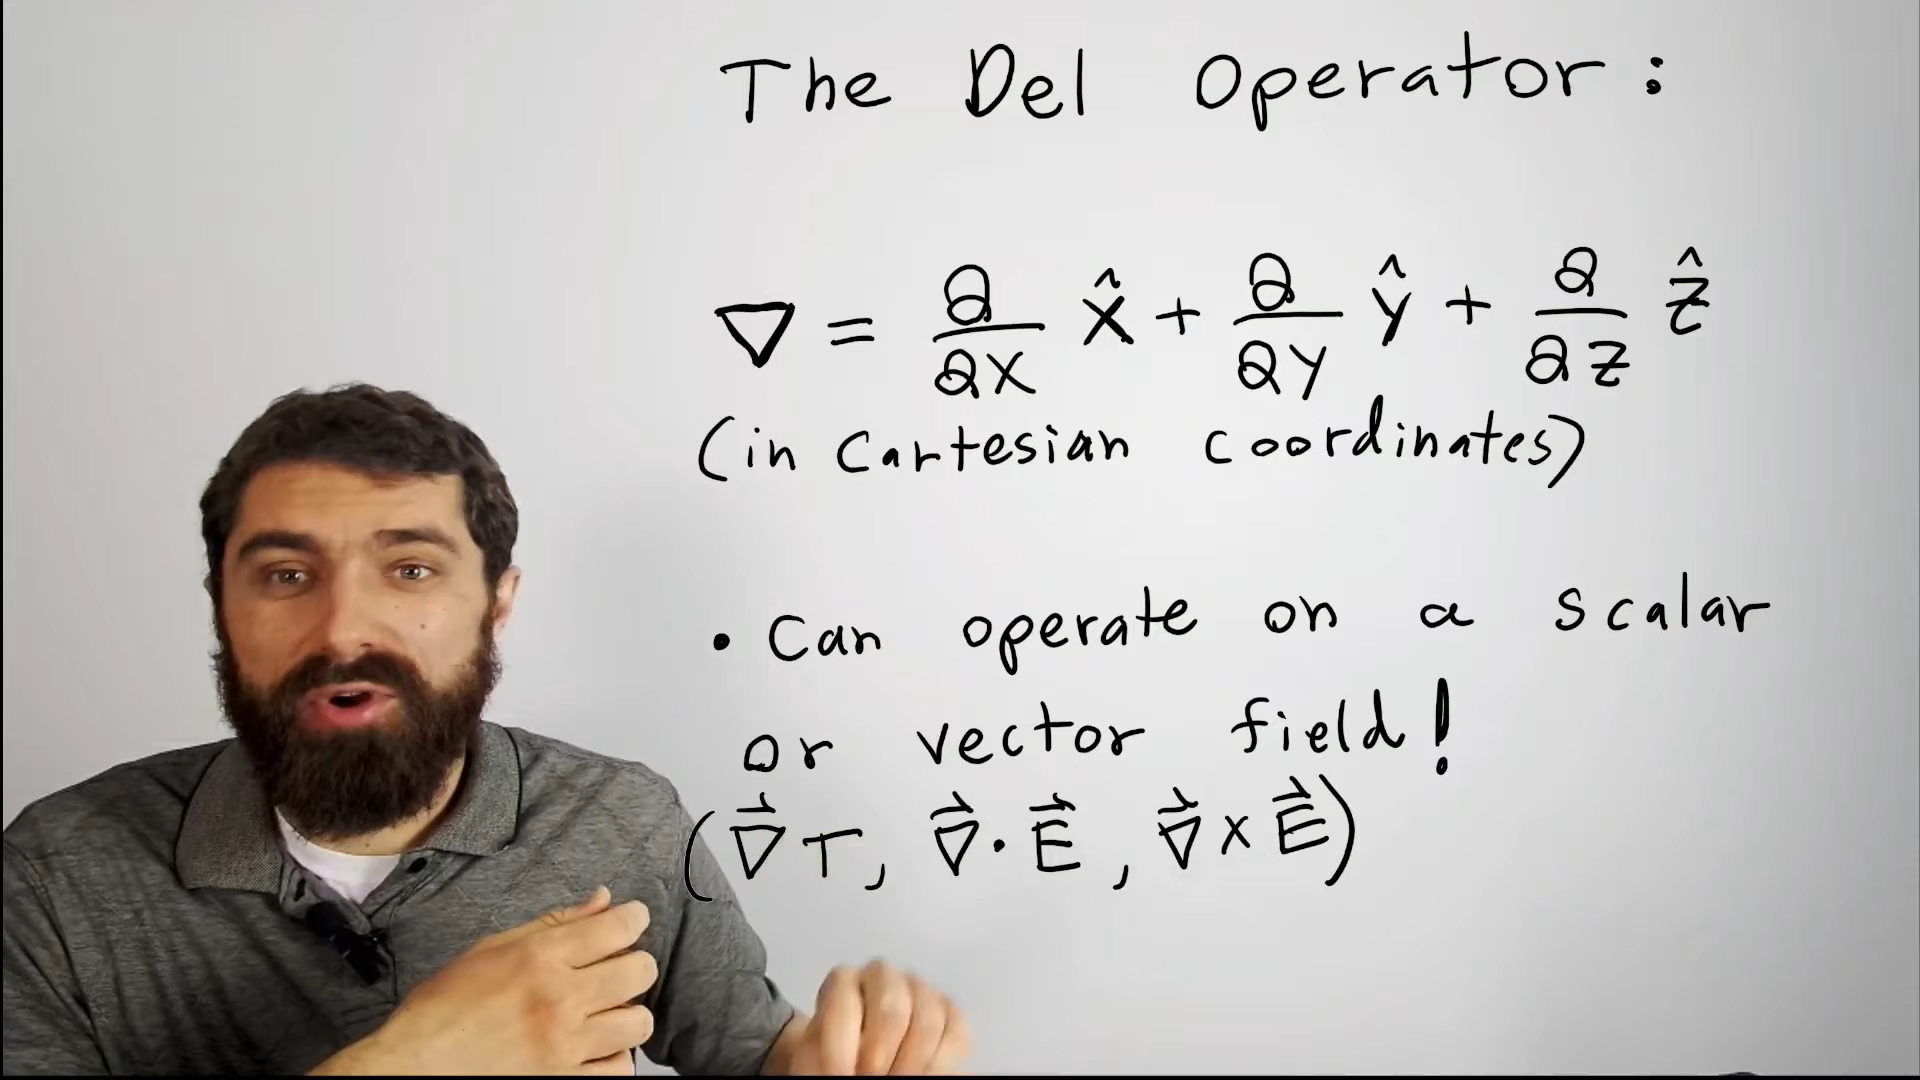 The Del Operator:
∇ = ∂/∂x x̂ + ∂/∂y ŷ + ∂/∂z ẑ
(in Cartesian coordinates)
• Can operate on a scalar
or vector field!
(∇⃗T, ∇⃗·E⃗, ∇⃗×E⃗)